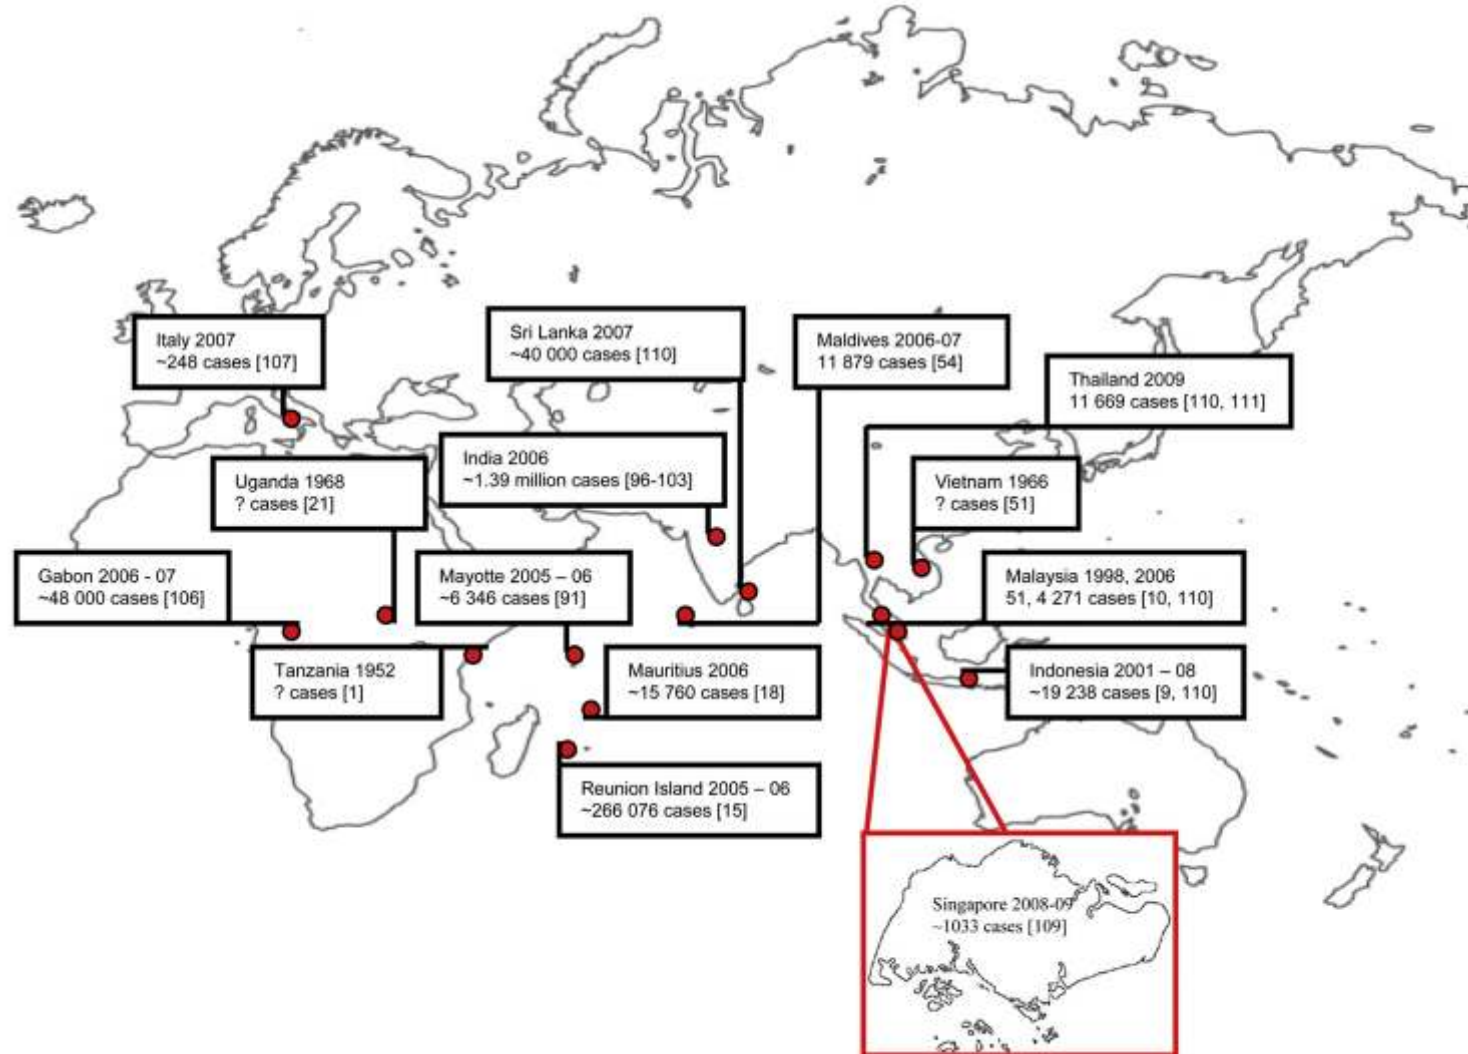 Italy 2007
~248 cases [107]
Sri Lanka 2007
~40 000 cases [110]
Maldives 2006-07
11 879 cases [54]
Thailand 2009
11 669 cases [110, 111]
India 2006
~1.39 million cases [96-103]
Uganda 1968
? cases [21]
Vietnam 1966
? cases [51]
Gabon 2006 - 07
~48 000 cases [106]
Mayotte 2005 – 06
~6 346 cases [91]
Malaysia 1998, 2006
51, 4 271 cases [10, 110]
Tanzania 1952
? cases [1]
Mauritius 2006
~15 760 cases [18]
Indonesia 2001 – 08
~19 238 cases [9, 110]
Reunion Island 2005 – 06
~266 076 cases [15]
Singapore 2008-09
~1033 cases [109]